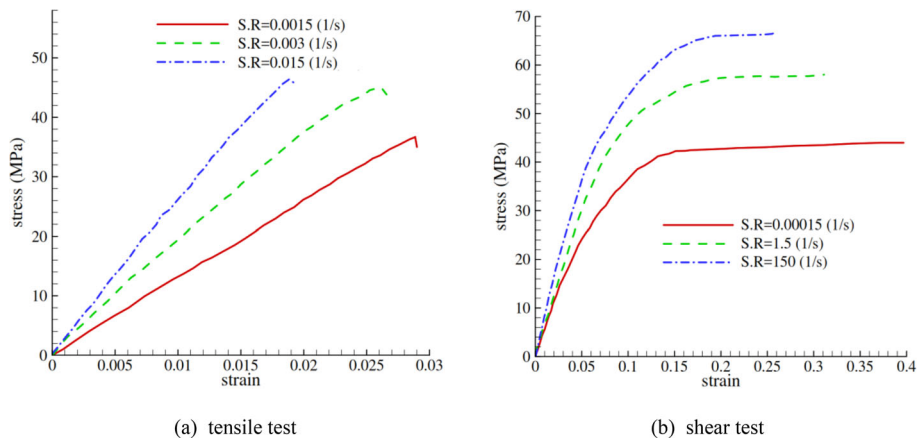 S.R=0.0015 (1/s)
S.R=0.003 (1/s)
S.R=0.015 (1/s)
50
40
30
20
10
0
stress (MPa)
0
0.005
0.01
0.015
0.02
0.025
0.03
strain
(a) tensile test
70
60
50
40
30
20
10
0
stress (MPa)
S.R=0.00015 (1/s)
S.R=1.5 (1/s)
S.R=150 (1/s)
0
0.05
0.1
0.15
0.2
0.25
0.3
0.35
0.4
strain
(b) shear test